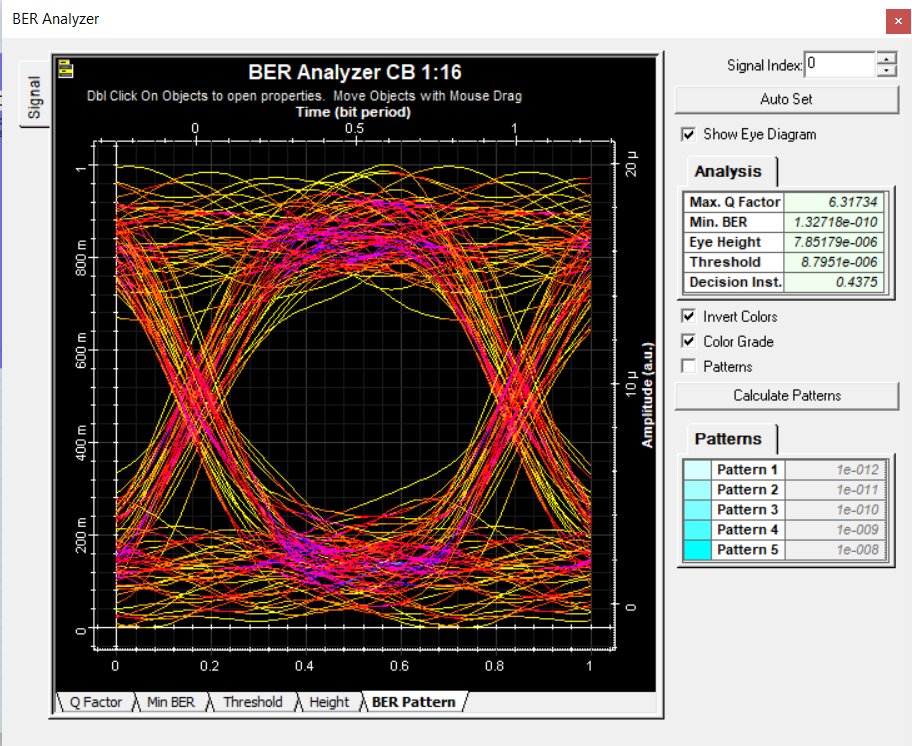 BER Analyzer
Signal
BER Analyzer CB 1:16
Dbl Click On Objects to open properties. Move Objects with Mouse Drag
Time (bit period)
0 0.5 1
1
800 m
600 m
400 m
200 m
0
20 µ
10 µ
0
Amplitude (a.u.)
0 0.2 0.4 0.6 0.8 1
Q Factor Min BER Threshold Height BER Pattern
Signal Index: 0
Auto Set
Show Eye Diagram
Analysis
Max. Q Factor 6.31734
Min. BER 1.32718e-010
Eye Height 7.85179e-006
Threshold 8.7951e-006
Decision Inst. 0.4375
Invert Colors
Color Grade
Patterns
Calculate Patterns
Patterns
Pattern 1 1e-012
Pattern 2 1e-011
Pattern 3 1e-010
Pattern 4 1e-009
Pattern 5 1e-008